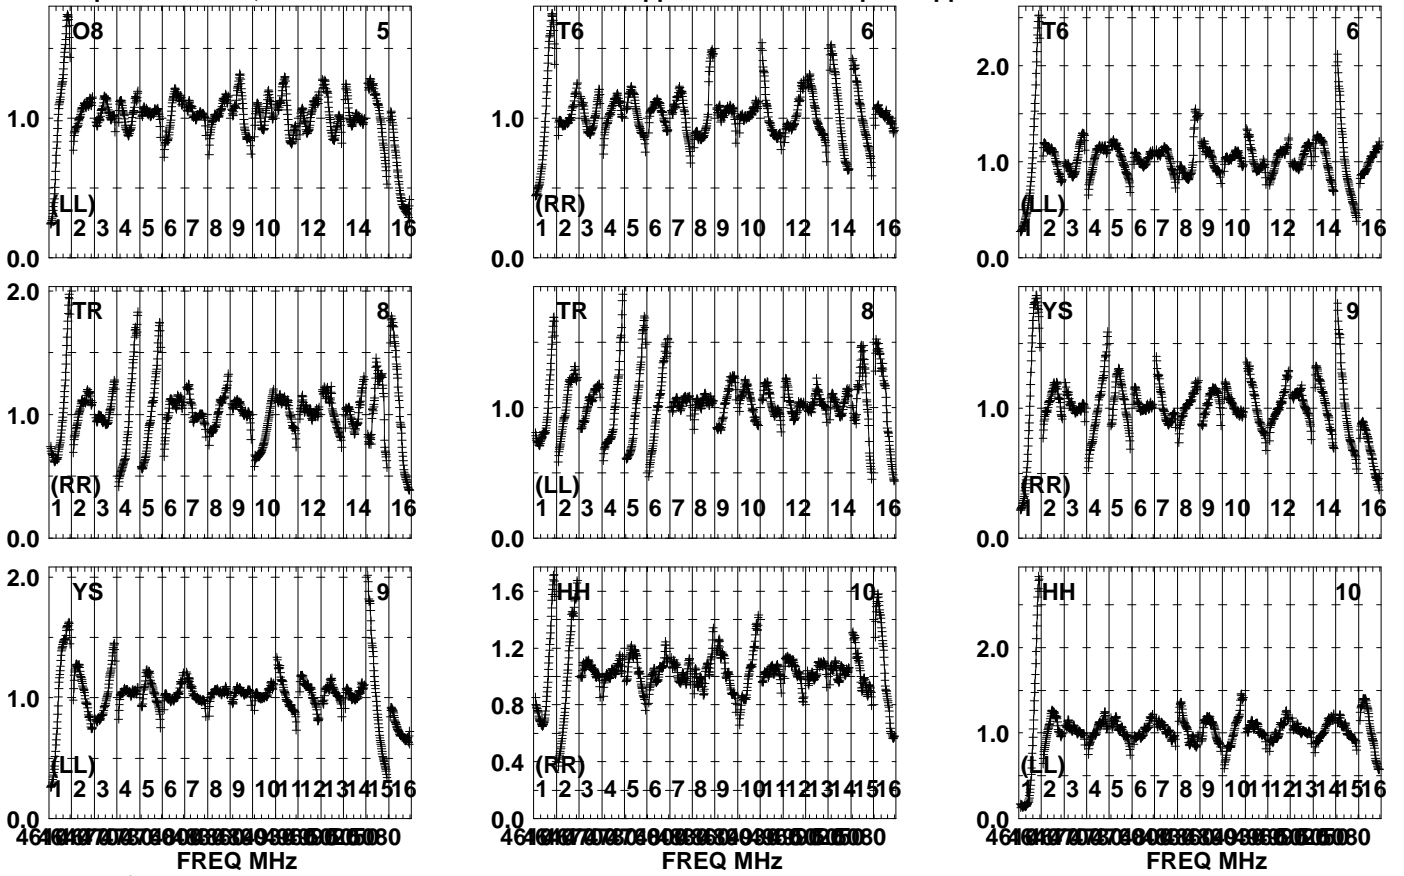 O8 5
1.0
(LL)
1 2 3 4 5 6 7 8 9 10 12 14 16
0.0
T6 6
1.0
(RR)
1 2 3 4 5 6 7 8 9 10 12 14 16
0.0
T6 6
2.0
1.0
(LL)
1 2 3 4 5 6 7 8 9 10 12 14 16
0.0
2.0
TR 8
1.0
(RR)
1 2 3 4 5 6 7 8 9 10 12 14 16
0.0
TR 8
1.0
(LL)
1 2 3 4 5 6 7 8 9 10 12 14 16
0.0
YS 9
1.0
(RR)
1 2 3 4 5 6 7 8 9 10 12 14 16
0.0
2.0
YS 9
1.0
(LL)
1 2 3 4 5 6 7 8 9 10 11 12 13 14 15 16
0.0
FREQ MHz
HH 10
1.6
1.2
0.8
0.4
(RR)
1 2 3 4 5 6 7 8 9 10 11 12 13 14 15 16
0.0
FREQ MHz
HH 10
2.0
1.0
(LL)
1 2 3 4 5 6 7 8 9 10 11 12 13 14 15 16
0.0
FREQ MHz